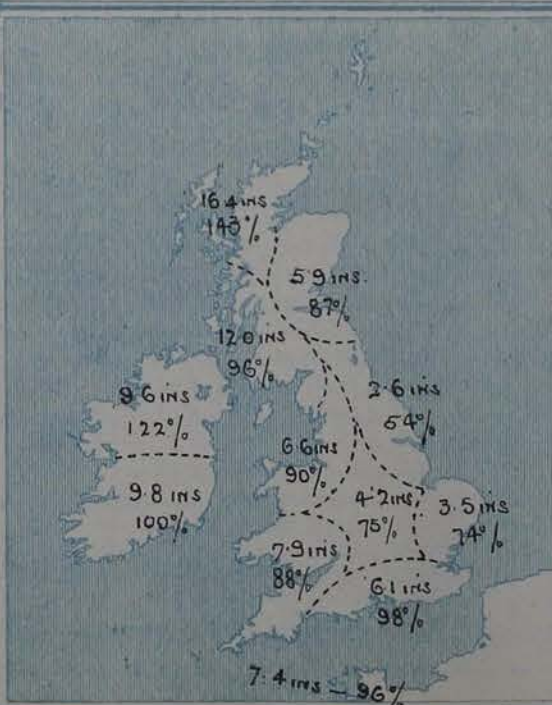 16.4 INS
143%
5.9 INS.
87%
12.0 INS
96%
9.6 INS
122%
2.6 INS
54%
6.6 INS
90%
9.8 INS
100%
4.2 INS
75%
3.5 INS
74%
7.9 INS
88%
6.1 INS
98%
7.4 INS — 96%